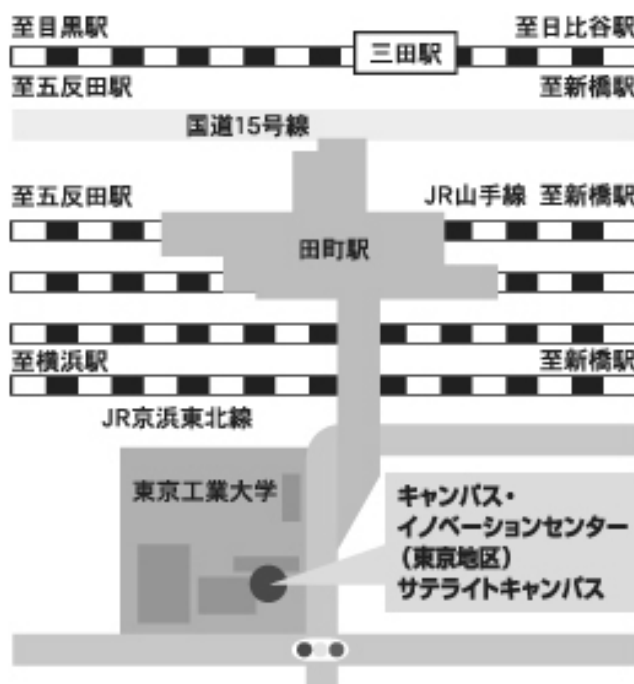 至目黒駅
至日比谷駅
三田駅
至五反田駅
至新橋駅
国道15号線
至五反田駅
JR山手線 至新橋駅
田町駅
至横浜駅
至新橋駅
JR京浜東北線
東京工業大学
キャンパス・
イノベーションセンター
(東京地区)
サテライトキャンパス